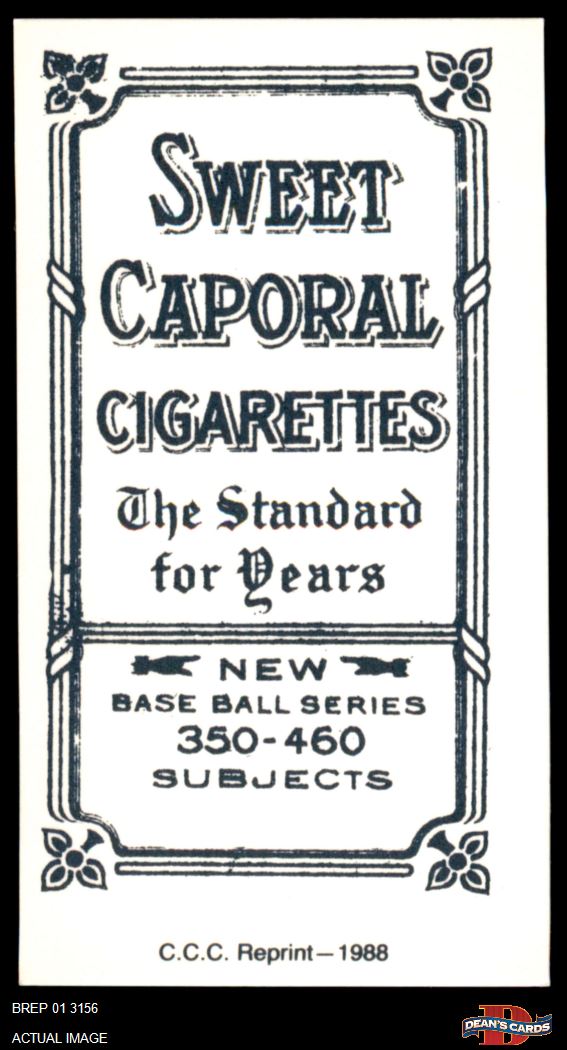 SWEET
CAPORAL
CIGARETTES
The Standard
for Years
NEW
BASE BALL SERIES
350-460
SUBJECTS
C.C.C. Reprint—1988
BREP 01 3156
ACTUAL IMAGE
D
DEAN'S CARDS